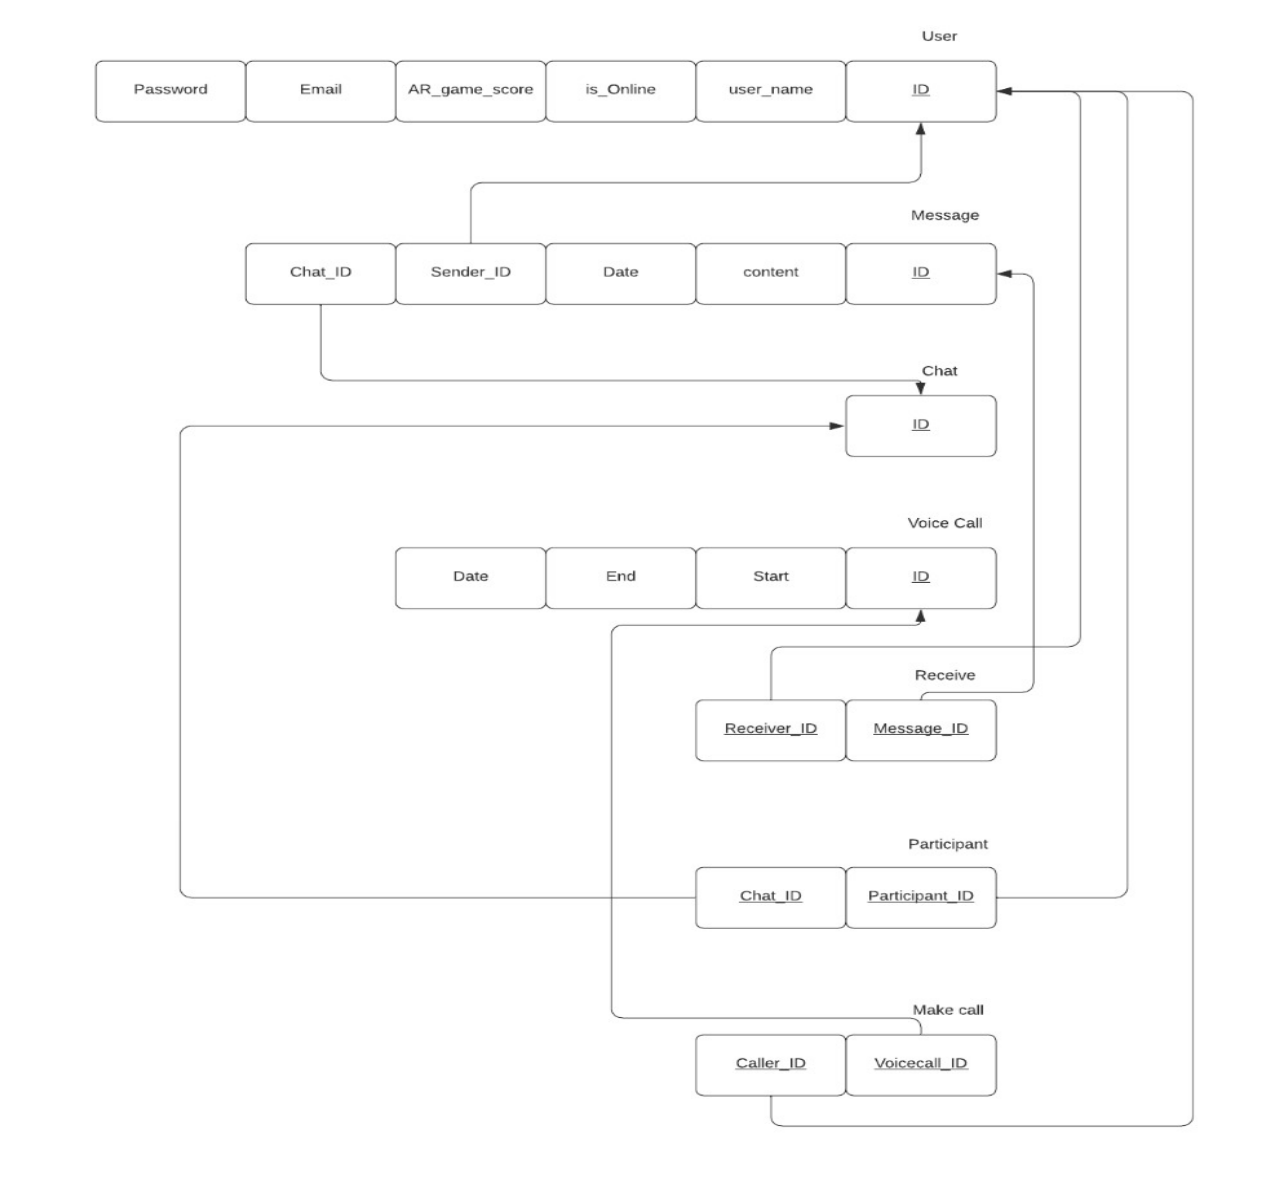 User
Password Email AR_game_score is_Online user_name ID
Message
Chat_ID Sender_ID Date content ID
Chat
ID
Voice Call
Date End Start ID
Receive
Receiver_ID Message_ID
Participant
Chat_ID Participant_ID
Make call
Caller_ID Voicecall_ID